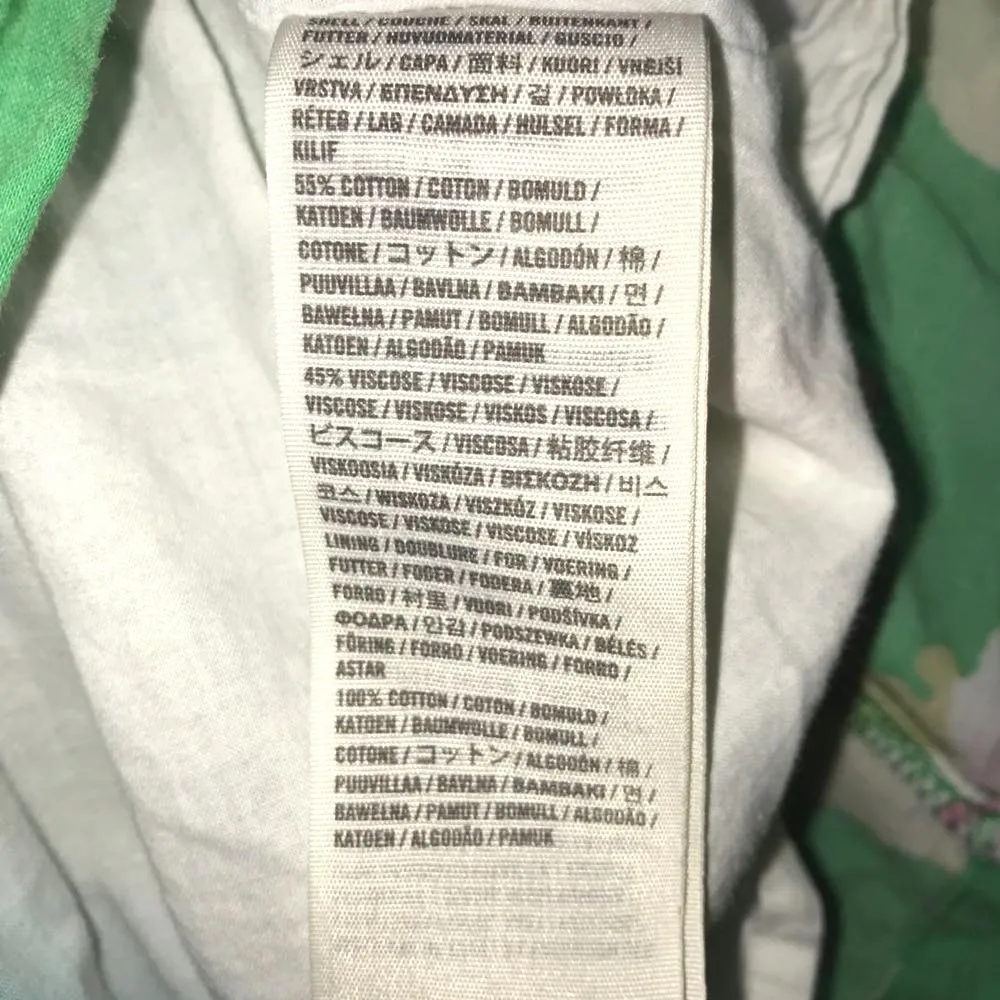 SHELL / COUCHE / SKAL / BUITENKANT /
FUTTER / HUVUDMATERIAL / GUSCIO /
シェル / CAPA / 面料 / KUORI / VNĚJŠÍ
VRSTVA / ΕΠΕΝΔΥΣΗ / 겉 / POWŁOKA /
RÉTEG / LAG / CAMADA / HULSEL / FORMA /
KILIF
55% COTTON / COTON / BOMULD /
KATOEN / BAUMWOLLE / BOMULL /
COTONE / コットン / ALGODÓN / 棉 /
PUUVILLAA / BAVLNA / ΒΑΜΒΑΚΙ / 면 /
BAWEŁNA / PAMUT / BOMULL / ALGODÃO /
KATOEN / ALGODÃO / PAMUK
45% VISCOSE / VISCOSE / VISKOSE /
VISCOSE / VISKOSE / VISKOS / VISCOSA /
ビスコース / VISCOSA / 粘胶纤维 /
VISKOOSIA / VISKÓZA / ΒΙΣΚΟΖΗ / 비스
코스 / WISKOZA / VISZKÓZ / VISKOSE /
VISCOSE / VISKOSE / VISCOSE / VİSKOZ
LINING / DOUBLURE / FOR / VOERING /
FUTTER / FODER / FODERA / 裏地 /
FORRO / 衬里 / VUORI / PODŠÍVKA /
ΦΟΔΡΑ / 안감 / PODSZEWKA / BÉLÉS /
FÔRING / FORRO / VOERING / FORRO /
ASTAR
100% COTTON / COTON / BOMULD /
KATOEN / BAUMWOLLE / BOMULL /
COTONE / コットン / ALGODÓN / 棉 /
PUUVILLAA / BAVLNA / ΒΑΜΒΑΚΙ / 면 /
BAWEŁNA / PAMUT / BOMULL / ALGODÃO /
KATOEN / ALGODÃO / PAMUK